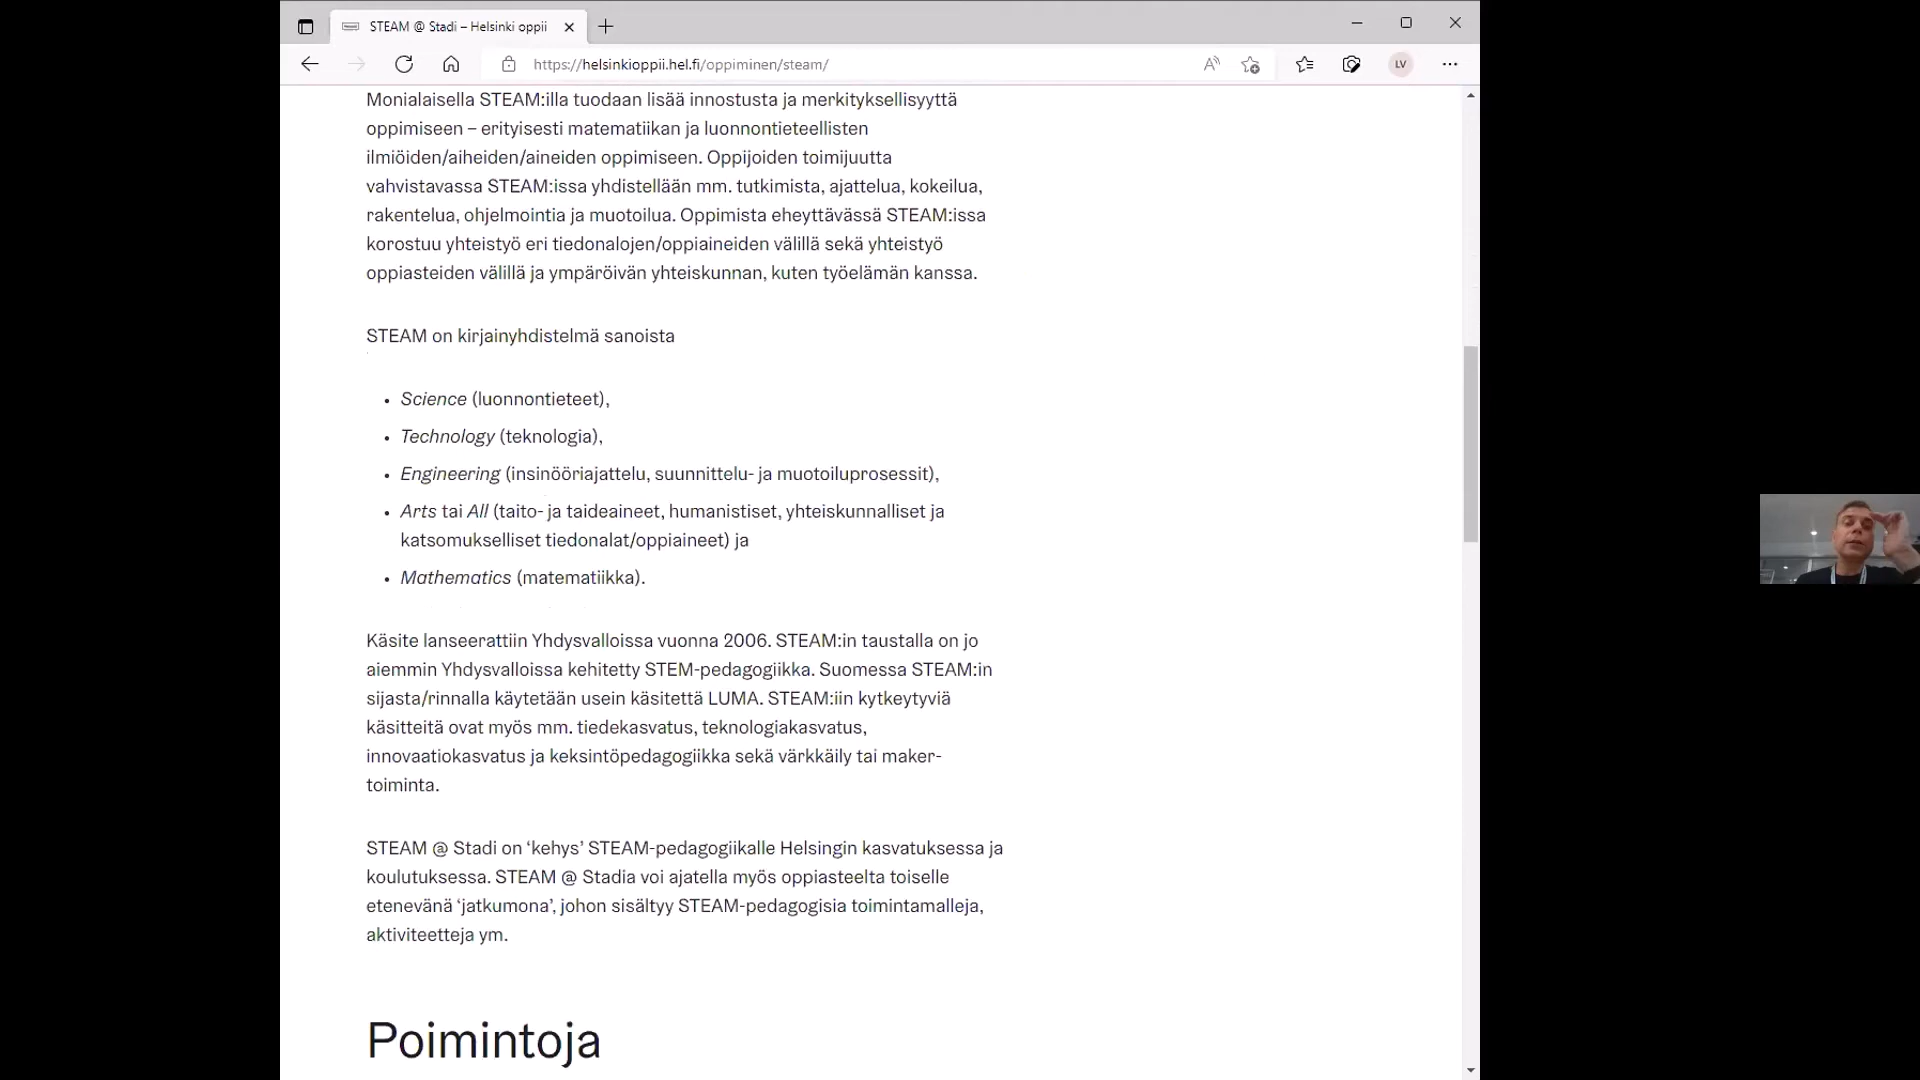 STEAM @ Stadi – Helsinki oppii
https://helsinkioppii.hel.fi/oppiminen/steam/
LV
Monialaisella STEAM:illa tuodaan lisää innostusta ja merkityksellisyyttä
oppimiseen – erityisesti matematiikan ja luonnontieteellisten
ilmiöiden/aiheiden/aineiden oppimiseen. Oppijoiden toimijuutta
vahvistavassa STEAM:issa yhdistellään mm. tutkimista, ajattelua, kokeilua,
rakentelua, ohjelmointia ja muotoilua. Oppimista eheyttävässä STEAM:issa
korostuu yhteistyö eri tiedonalojen/oppiaineiden välillä sekä yhteistyö
oppiasteiden välillä ja ympäröivän yhteiskunnan, kuten työelämän kanssa.
STEAM on kirjainyhdistelmä sanoista
• Science (luonnontieteet),
• Technology (teknologia),
• Engineering (insinööriajattelu, suunnittelu- ja muotoiluprosessit),
• Arts tai All (taito- ja taideaineet, humanistiset, yhteiskunnalliset ja
katsomukselliset tiedonalat/oppiaineet) ja
• Mathematics (matematiikka).
Käsite lanseerattiin Yhdysvalloissa vuonna 2006. STEAM:in taustalla on jo
aiemmin Yhdysvalloissa kehitetty STEM-pedagogiikka. Suomessa STEAM:in
sijasta/rinnalla käytetään usein käsitettä LUMA. STEAM:iin kytkeytyviä
käsitteitä ovat myös mm. tiedekasvatus, teknologiakasvatus,
innovaatiokasvatus ja keksintöpedagogiikka sekä värkkäily tai maker-
toiminta.
STEAM @ Stadi on ‘kehys’ STEAM-pedagogiikalle Helsingin kasvatuksessa ja
koulutuksessa. STEAM @ Stadia voi ajatella myös oppiasteelta toiselle
etenevänä ‘jatkumona’, johon sisältyy STEAM-pedagogisia toimintamalleja,
aktiviteetteja ym.
Poimintoja